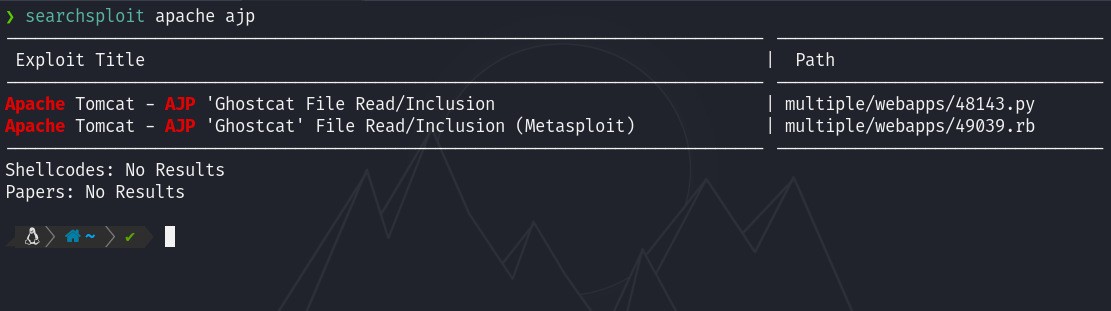 ❯ searchsploit apache ajp
Exploit Title | Path
Apache Tomcat - AJP 'Ghostcat File Read/Inclusion | multiple/webapps/48143.py
Apache Tomcat - AJP 'Ghostcat' File Read/Inclusion (Metasploit) | multiple/webapps/49039.rb
Shellcodes: No Results
Papers: No Results
~ ✔